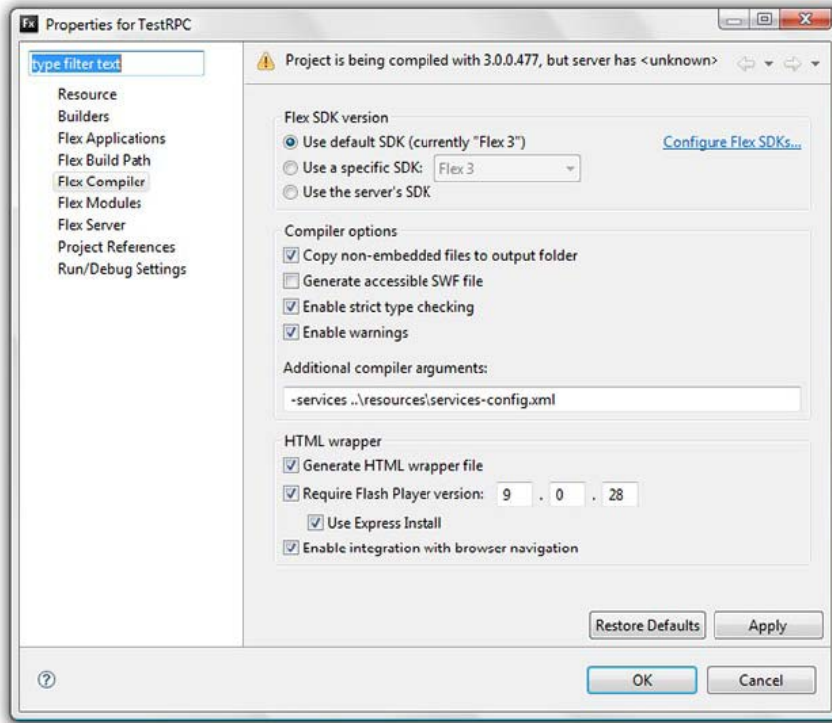 Fx Properties for TestRPC
type filter text
Resource
Builders
Flex Applications
Flex Build Path
Flex Compiler
Flex Modules
Flex Server
Project References
Run/Debug Settings
Project is being compiled with 3.0.0.477, but server has <unknown>
Flex SDK version
Use default SDK (currently "Flex 3")
Configure Flex SDKs...
Use a specific SDK: Flex 3
Use the server's SDK
Compiler options
Copy non-embedded files to output folder
Generate accessible SWF file
Enable strict type checking
Enable warnings
Additional compiler arguments:
-services ..\resources\services-config.xml
HTML wrapper
Generate HTML wrapper file
Require Flash Player version: 9 . 0 . 28
Use Express Install
Enable integration with browser navigation
Restore Defaults Apply
? OK Cancel